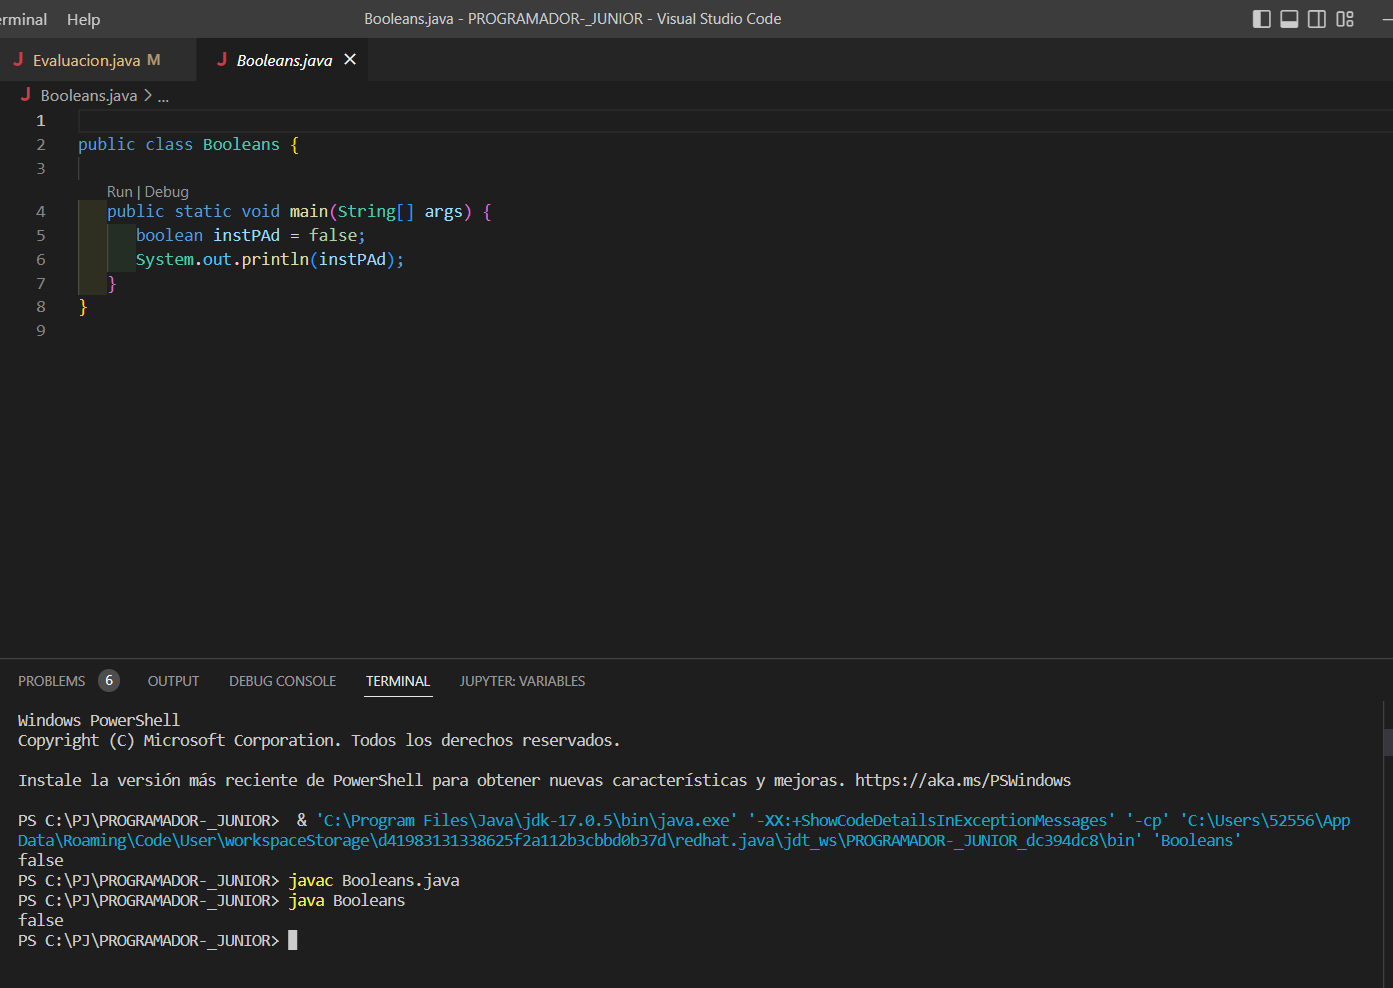 erminal Help Booleans.java - PROGRAMADOR-_JUNIOR - Visual Studio Code
J Evaluacion.java M J Booleans.java ×
J Booleans.java > ...
1
2 public class Booleans {
3
Run | Debug
4 public static void main(String[] args) {
5 boolean instPAd = false;
6 System.out.println(instPAd);
7 }
8 }
9
PROBLEMS 6 OUTPUT DEBUG CONSOLE TERMINAL JUPYTER: VARIABLES
Windows PowerShell
Copyright (C) Microsoft Corporation. Todos los derechos reservados.
Instale la versión más reciente de PowerShell para obtener nuevas características y mejoras. https://aka.ms/PSWindows
PS C:\PJ\PROGRAMADOR-_JUNIOR> & 'C:\Program Files\Java\jdk-17.0.5\bin\java.exe' '-XX:+ShowCodeDetailsInExceptionMessages' '-cp' 'C:\Users\52556\App
Data\Roaming\Code\User\workspaceStorage\d41983131338625f2a112b3cbbd0b37d\redhat.java\jdt_ws\PROGRAMADOR-_JUNIOR_dc394dc8\bin' 'Booleans'
false
PS C:\PJ\PROGRAMADOR-_JUNIOR> javac Booleans.java
PS C:\PJ\PROGRAMADOR-_JUNIOR> java Booleans
false
PS C:\PJ\PROGRAMADOR-_JUNIOR>